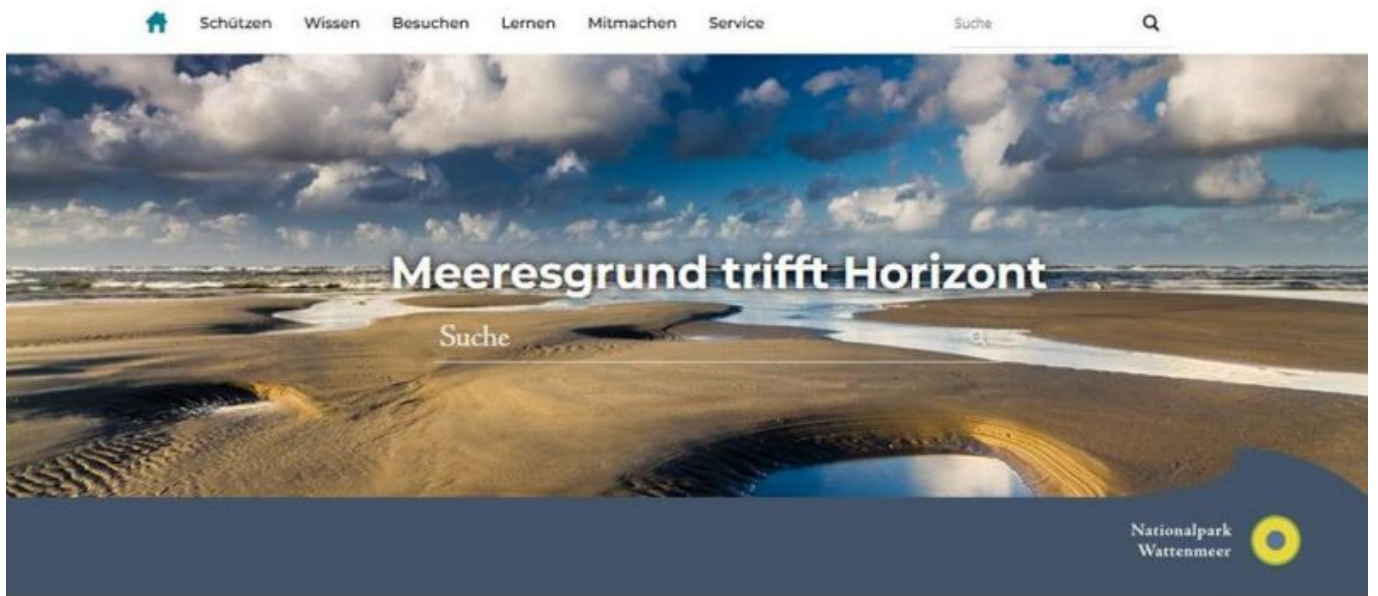 Schützen Wissen Besuchen Lernen Mitmachen Service Suche
Meeresgrund trifft Horizont
Suche
Nationalpark
Wattenmeer